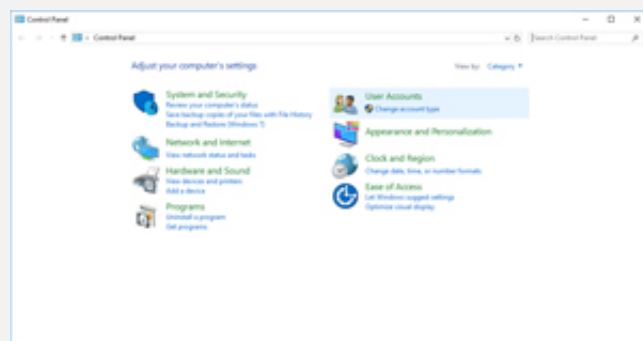 Control Panel
Control Panel
Search Control Panel
Adjust your computer's settings
View by: Category
System and Security
Review your computer's status
Save backup copies of your files with File History
Backup and Restore (Windows 7)
Network and Internet
View network status and tasks
Hardware and Sound
View devices and printers
Add a device
Programs
Uninstall a program
Get programs
User Accounts
Change account type
Appearance and Personalization
Clock and Region
Change date, time, or number formats
Ease of Access
Let Windows suggest settings
Optimize visual display